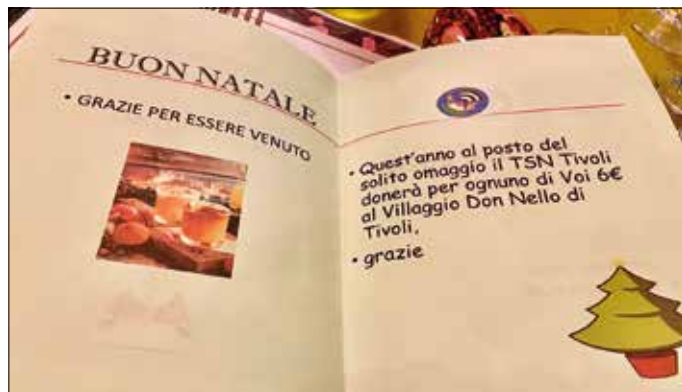 BUON NATALE
• GRAZIE PER ESSERE VENUTO
• Quest'anno al posto del
solito omaggio il TSN Tivoli
donerà per ognuno di Voi 6€
al Villaggio Don Nello di
Tivoli,
• grazie